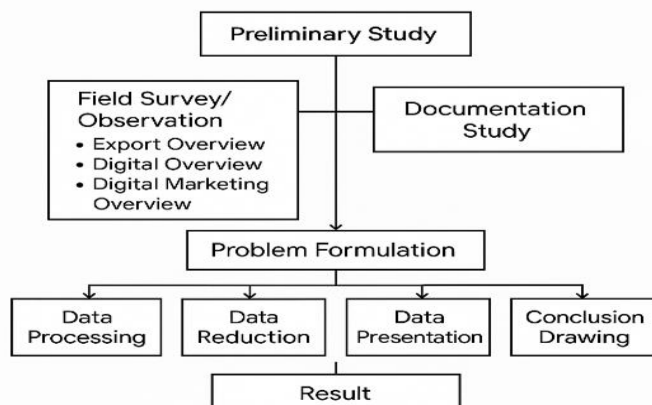 Preliminary Study
Field Survey/
Observation
• Export Overview
• Digital Overview
• Digital Marketing
Overview
Documentation
Study
Problem Formulation
Data
Processing
Data
Reduction
Data
Presentation
Conclusion
Drawing
Result